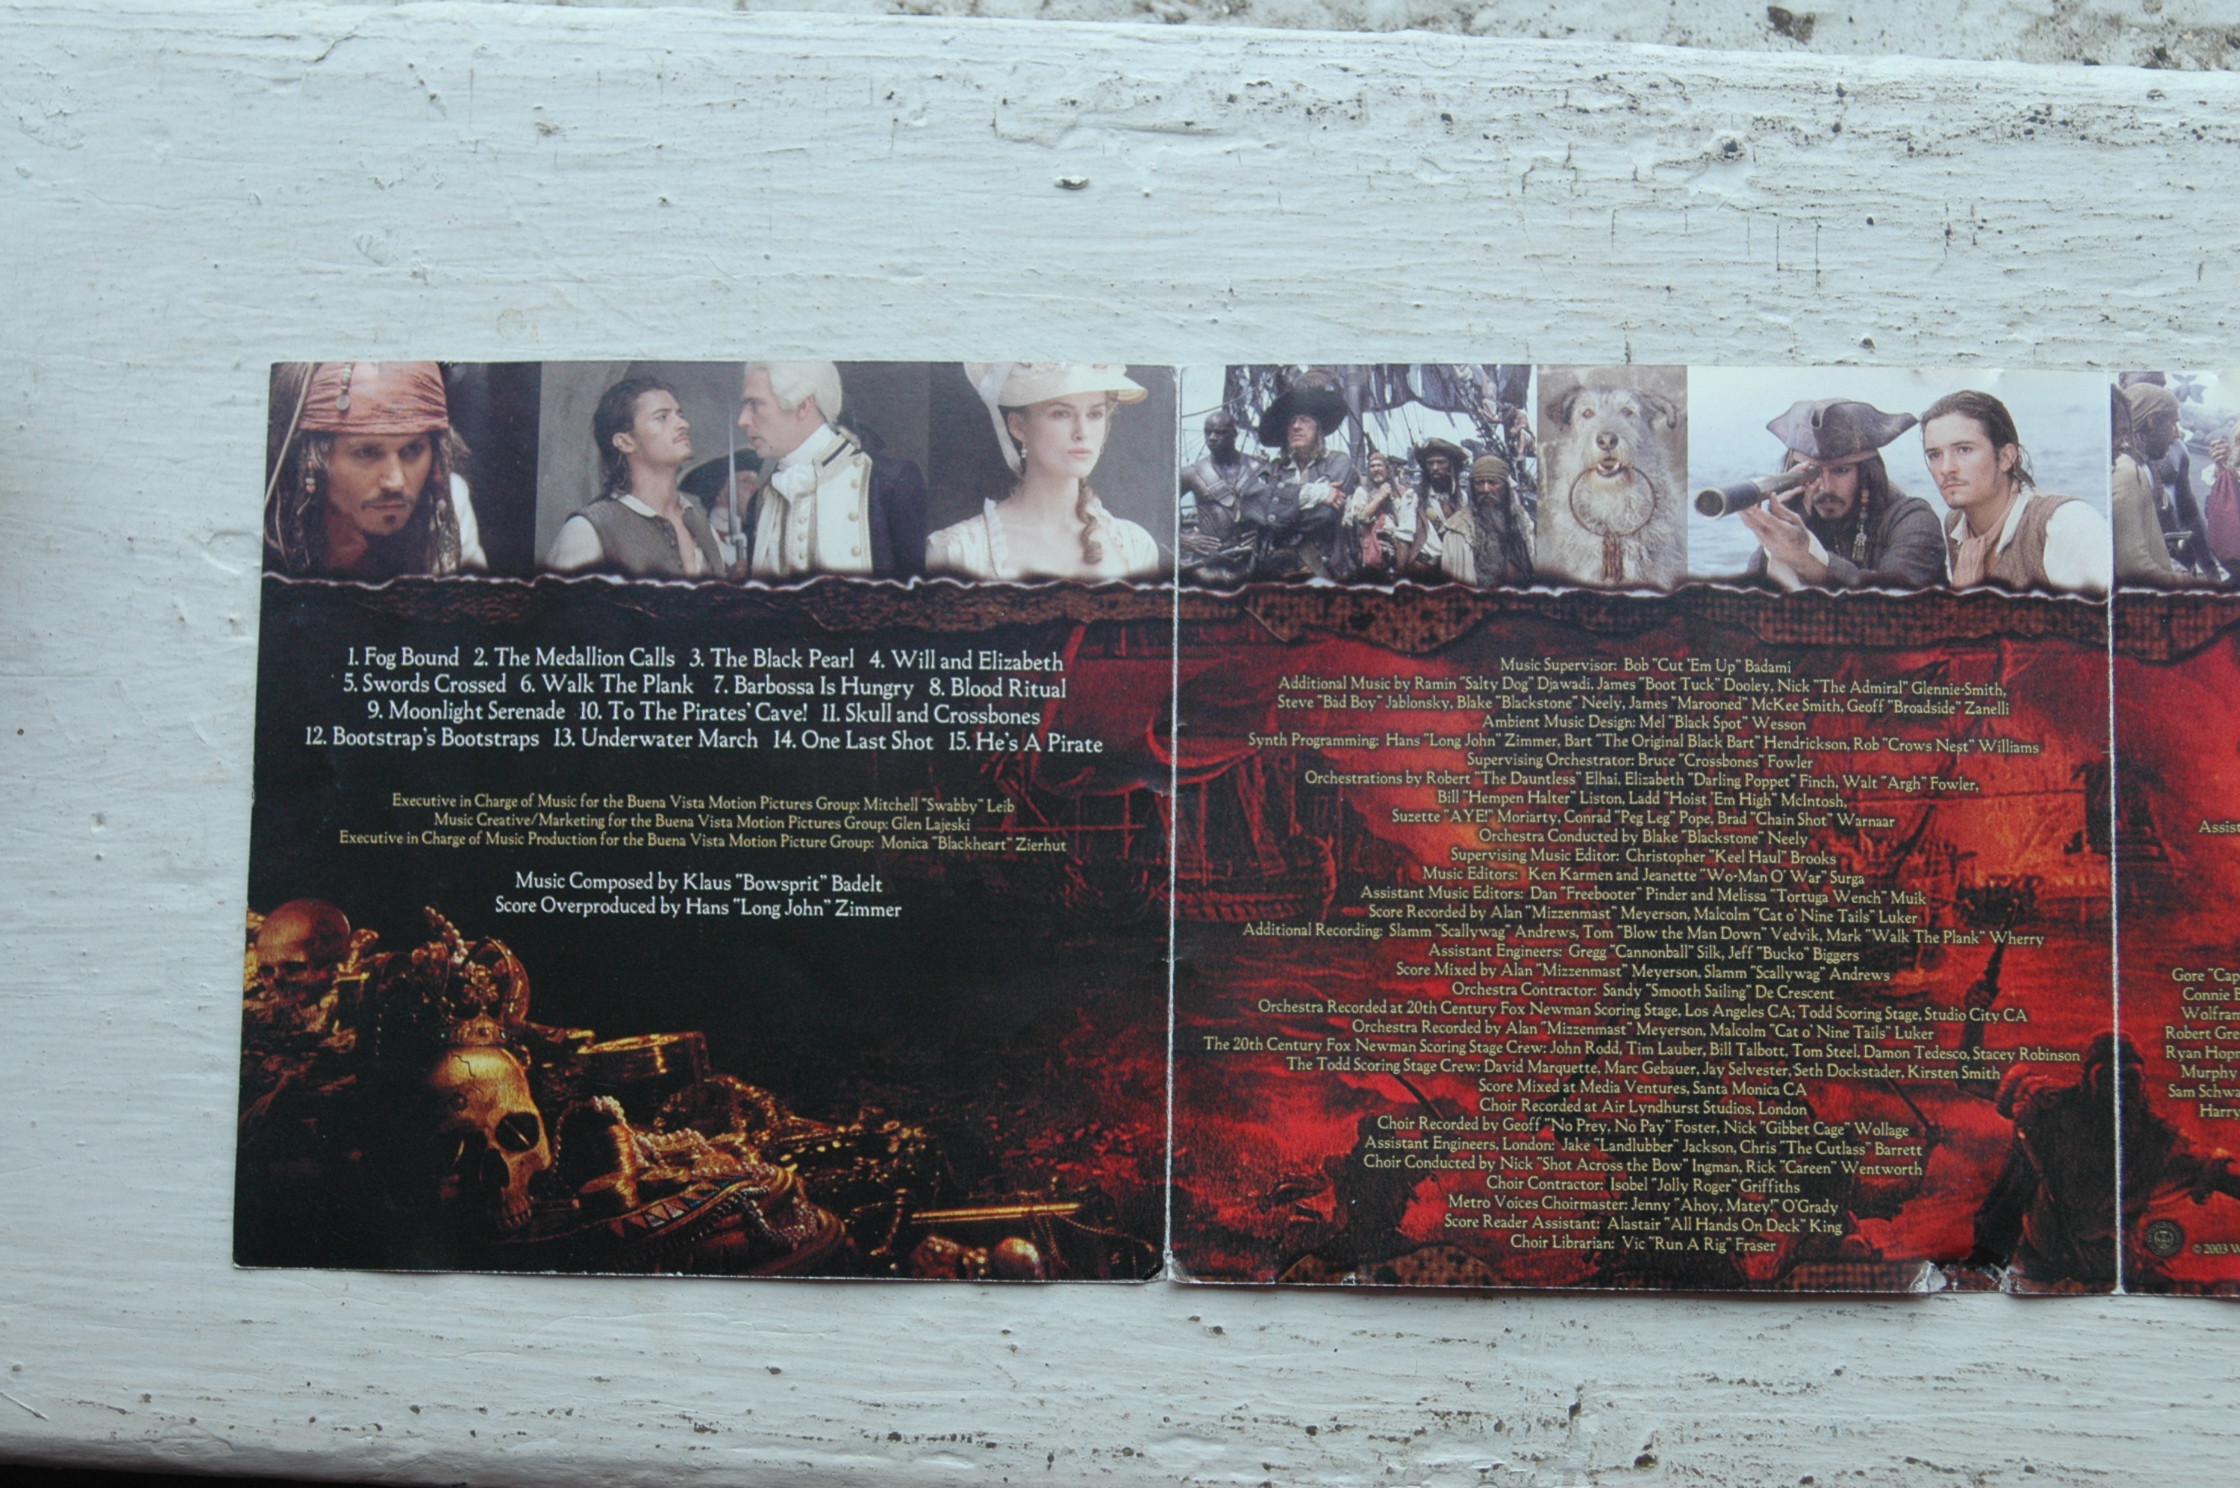 1. Fog Bound 2. The Medallion Calls 3. The Black Pearl 4. Will and Elizabeth
5. Swords Crossed 6. Walk The Plank 7. Barbossa Is Hungry 8. Blood Ritual
9. Moonlight Serenade 10. To The Pirates' Cave! 11. Skull and Crossbones
12. Bootstrap's Bootstraps 13. Underwater March 14. One Last Shot 15. He's A Pirate
Executive in Charge of Music for the Buena Vista Motion Pictures Group: Mitchell "Swabby" Leib
Music Creative/Marketing for the Buena Vista Motion Pictures Group: Glen Lajeski
Executive in Charge of Music Production for the Buena Vista Motion Picture Group: Monica "Blackheart" Zierhut
Music Composed by Klaus "Bowsprit" Badelt
Score Overproduced by Hans "Long John" Zimmer
Music Supervisor: Bob "Cut 'Em Up" Badami
Additional Music by Ramin "Salty Dog" Djawadi, James "Boot Tuck" Dooley, Nick "The Admiral" Glennie-Smith,
Steve "Bad Boy" Jablonsky, Blake "Blackstone" Neely, James "Marooned" McKee Smith, Geoff "Broadside" Zanelli
Ambient Music Design: Mel "Black Spot" Wesson
Synth Programming: Hans "Long John" Zimmer, Bart "The Original Black Bart" Hendrickson, Rob "Crows Nest" Williams
Supervising Orchestrator: Bruce "Crossbones" Fowler
Orchestrations by Robert "The Dauntless" Elhai, Elizabeth "Darling Poppet" Finch, Walt "Argh" Fowler,
Bill "Hempen Halter" Liston, Ladd "Hoist 'Em High" McIntosh,
Suzette "AYE!" Moriarty, Conrad "Peg Leg" Pope, Brad "Chain Shot" Warnaar
Orchestra Conducted by Blake "Blackstone" Neely
Supervising Music Editor: Christopher "Keel Haul" Brooks
Music Editors: Ken Karmen and Jeanette "Wo-Man O' War" Surga
Assistant Music Editors: Dan "Freebooter" Pinder and Melissa "Tortuga Wench" Muik
Score Recorded by Alan "Mizzenmast" Meyerson, Malcolm "Cat o' Nine Tails" Luker
Additional Recording: Slamm "Scallywag" Andrews, Tom "Blow the Man Down" Vedvik, Mark "Walk The Plank" Wherry
Assistant Engineers: Gregg "Cannonball" Silk, Jeff "Bucko" Biggers
Score Mixed by Alan "Mizzenmast" Meyerson, Slamm "Scallywag" Andrews
Orchestra Contractor: Sandy "Smooth Sailing" De Crescent
Orchestra Recorded at 20th Century Fox Newman Scoring Stage, Los Angeles CA; Todd Scoring Stage, Studio City CA
Orchestra Recorded by Alan "Mizzenmast" Meyerson, Malcolm "Cat o' Nine Tails" Luker
The 20th Century Fox Newman Scoring Stage Crew: John Rodd, Tim Lauber, Bill Talbott, Tom Steel, Damon Tedesco, Stacey Robinson
The Todd Scoring Stage Crew: David Marquette, Marc Gebauer, Jay Selvester, Seth Dockstader, Kirsten Smith
Score Mixed at Media Ventures, Santa Monica CA
Choir Recorded at Air Lyndhurst Studios, London
Choir Recorded by Geoff "No Prey, No Pay" Foster, Nick "Gibbet Cage" Wollage
Assistant Engineers, London: Jake "Landlubber" Jackson, Chris "The Cutlass" Barrett
Choir Conducted by Nick "Shot Across the Bow" Ingman, Rick "Careen" Wentworth
Choir Contractor: Isobel "Jolly Roger" Griffiths
Metro Voices Choirmaster: Jenny "Ahoy, Matey!" O'Grady
Score Reader Assistant: Alastair "All Hands On Deck" King
Choir Librarian: Vic "Run A Rig" Fraser
Assist
Gore "Cap
Connie
Wolfram
Robert Gre
Ryan Hop
Murphy
Sam Schwa
Harry
© 2003 W